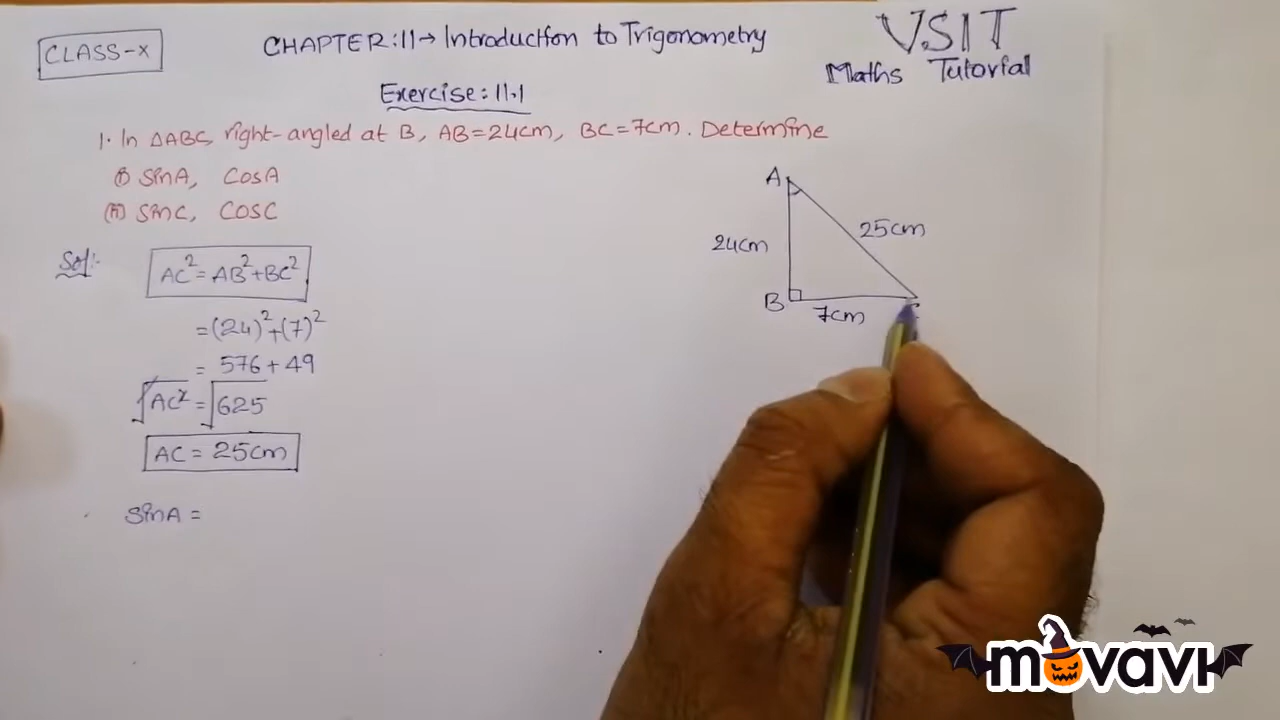 CLASS-X
CHAPTER:11→ Introduction to Trigonometry
VSIT
Maths Tutorial
Exercise:11.1
1. In ΔABC, right-angled at B, AB=24cm, BC=7cm. Determine
(i) sinA, CosA
(ii) sinC, COSC
Sol:-
AC²=AB²+BC²
=(24)²+(7)²
= 576+49
√AC² = √625
AC = 25cm
sinA =
A
24cm
25cm
B
7cm
movavi